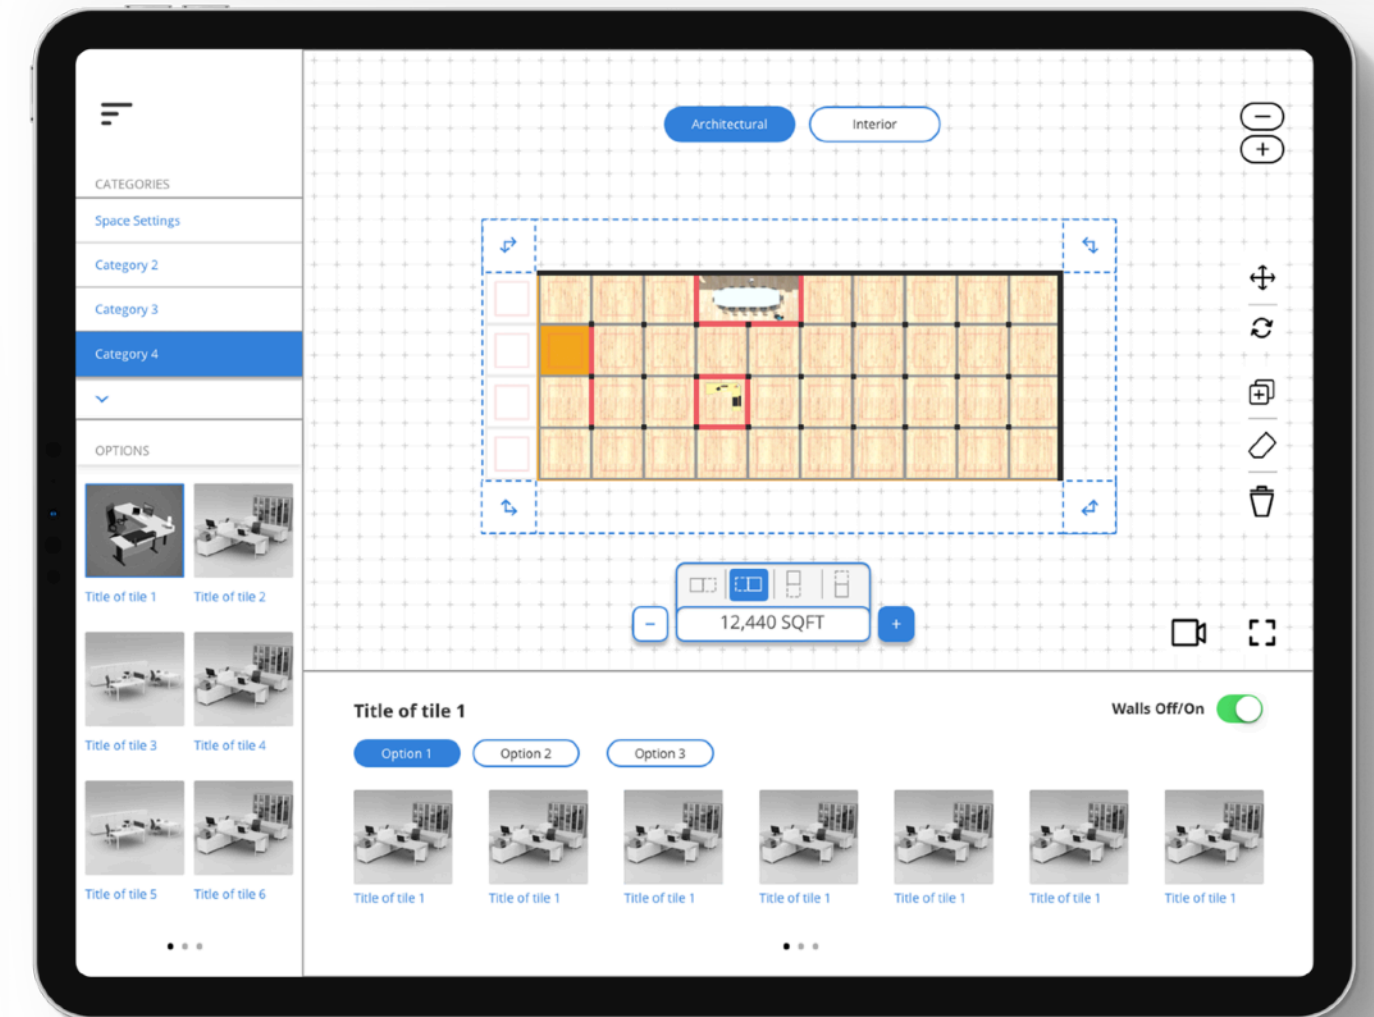 Architectural
Interior
CATEGORIES
Space Settings
Category 2
Category 3
Category 4
OPTIONS
Title of tile 1
Title of tile 2
Title of tile 3
Title of tile 4
Title of tile 5
Title of tile 6
12,440 SQFT
Title of tile 1
Walls Off/On
Option 1
Option 2
Option 3
Title of tile 1
Title of tile 1
Title of tile 1
Title of tile 1
Title of tile 1
Title of tile 1
Title of tile 1